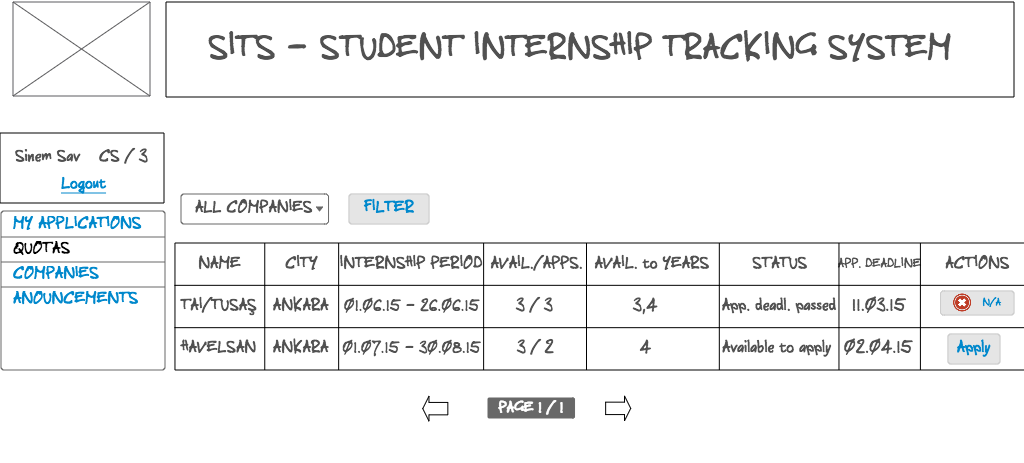 SITS - STUDENT INTERNSHIP TRACKING SYSTEM
Sinem Sav CS / 3
Logout
MY APPLICATIONS
QUOTAS
COMPANIES
ANOUNCEMENTS
ALL COMPANIES FILTER
NAME CITY INTERNSHIP PERIOD AVAIL./APPS. AVAIL. to YEARS STATUS APP. DEADLINE ACTIONS
TAI/TUSAŞ ANKARA 01.06.15 - 26.06.15 3 / 3 3,4 App. deadl. passed 11.03.15 N/A
HAVELSAN ANKARA 01.07.15 - 30.08.15 3 / 2 4 Available to apply 02.04.15 Apply
PAGE 1 / 1